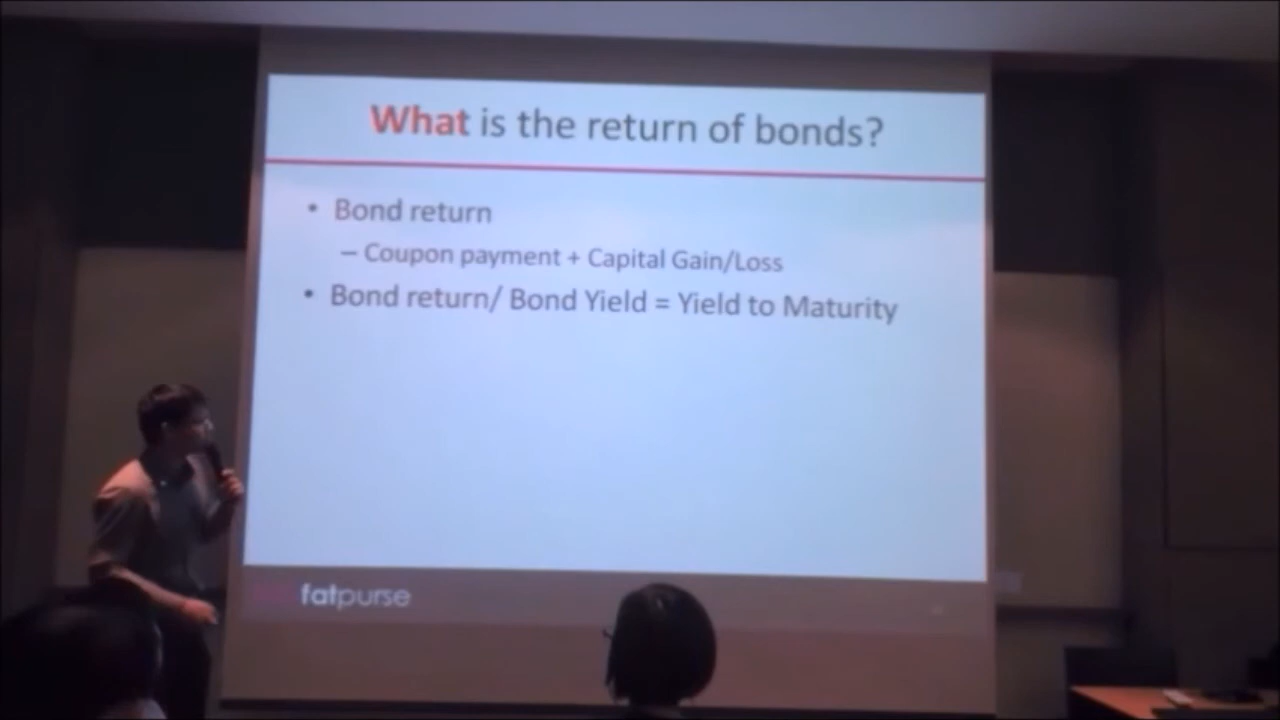 What is the return of bonds?
• Bond return
– Coupon payment + Capital Gain/Loss
• Bond return/ Bond Yield = Yield to Maturity
fatpurse